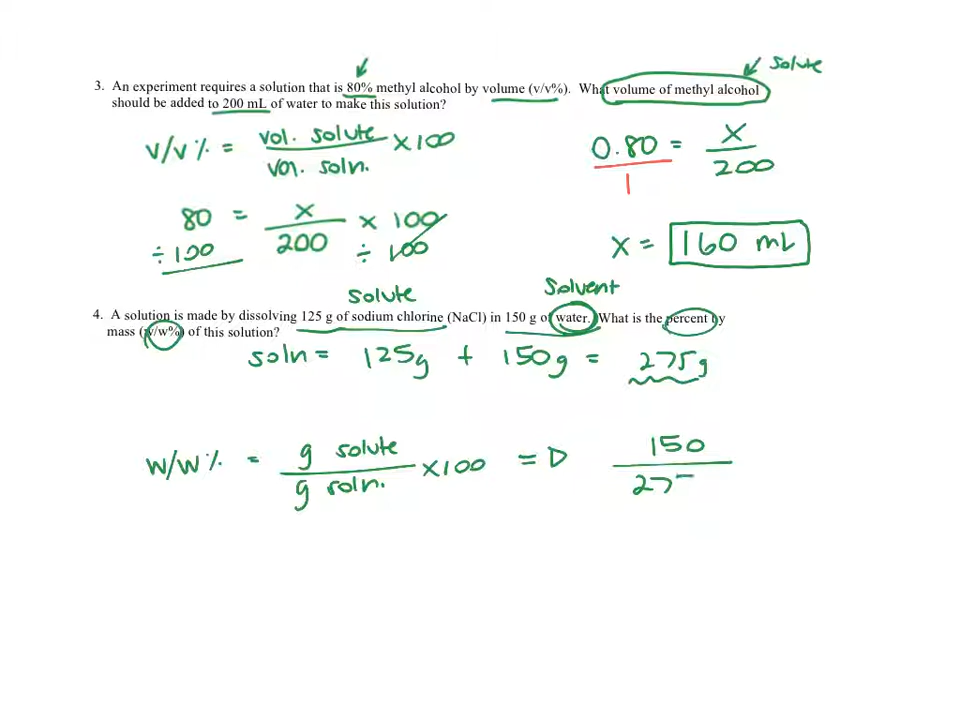 solute
3. An experiment requires a solution that is 80% methyl alcohol by volume (v/v%). What volume of methyl alcohol
should be added to 200 mL of water to make this solution?
v/v% = vol. solute / vol. soln. x100
0.80 / 1 = x / 200
80 = x / 200 x 100
÷100 ÷ 100
x = 160 mL
solute solvent
4. A solution is made by dissolving 125 g of sodium chlorine (NaCl) in 150 g of water. What is the percent by
mass (w/w%) of this solution?
soln = 125g + 150g = 275g
w/w% = g solute / g soln. x100 = D 150 / 275